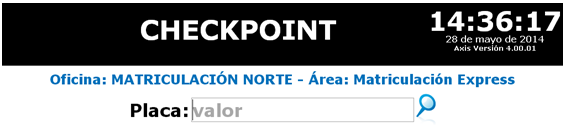 CHECKPOINT
14:36:17
28 de mayo de 2014
Axis Versión 4.00.01
Oficina: MATRICULACIÓN NORTE - Área: Matriculación Express
Placa: valor